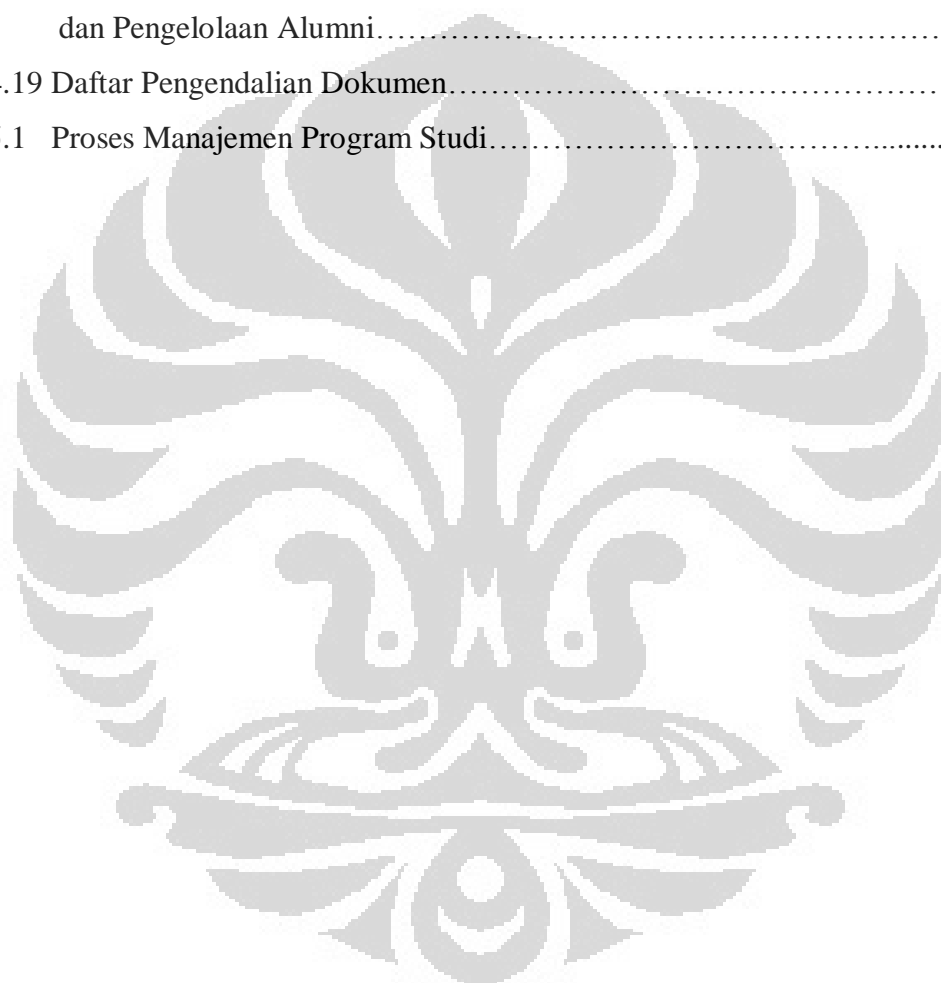 dan Pengelolaan Alumni……………………………………………………
.19 Daftar Pengendalian Dokumen……………………………………………
.1 Proses Manajemen Program Studi……………………………….........